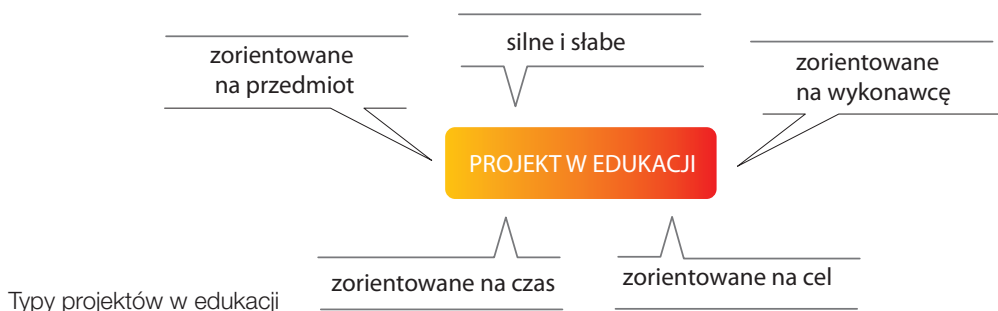 silne i słabe
zorientowane
na przedmiot
zorientowane
na wykonawcę
PROJEKT W EDUKACJI
zorientowane na czas
zorientowane na cel
Typy projektów w edukacji